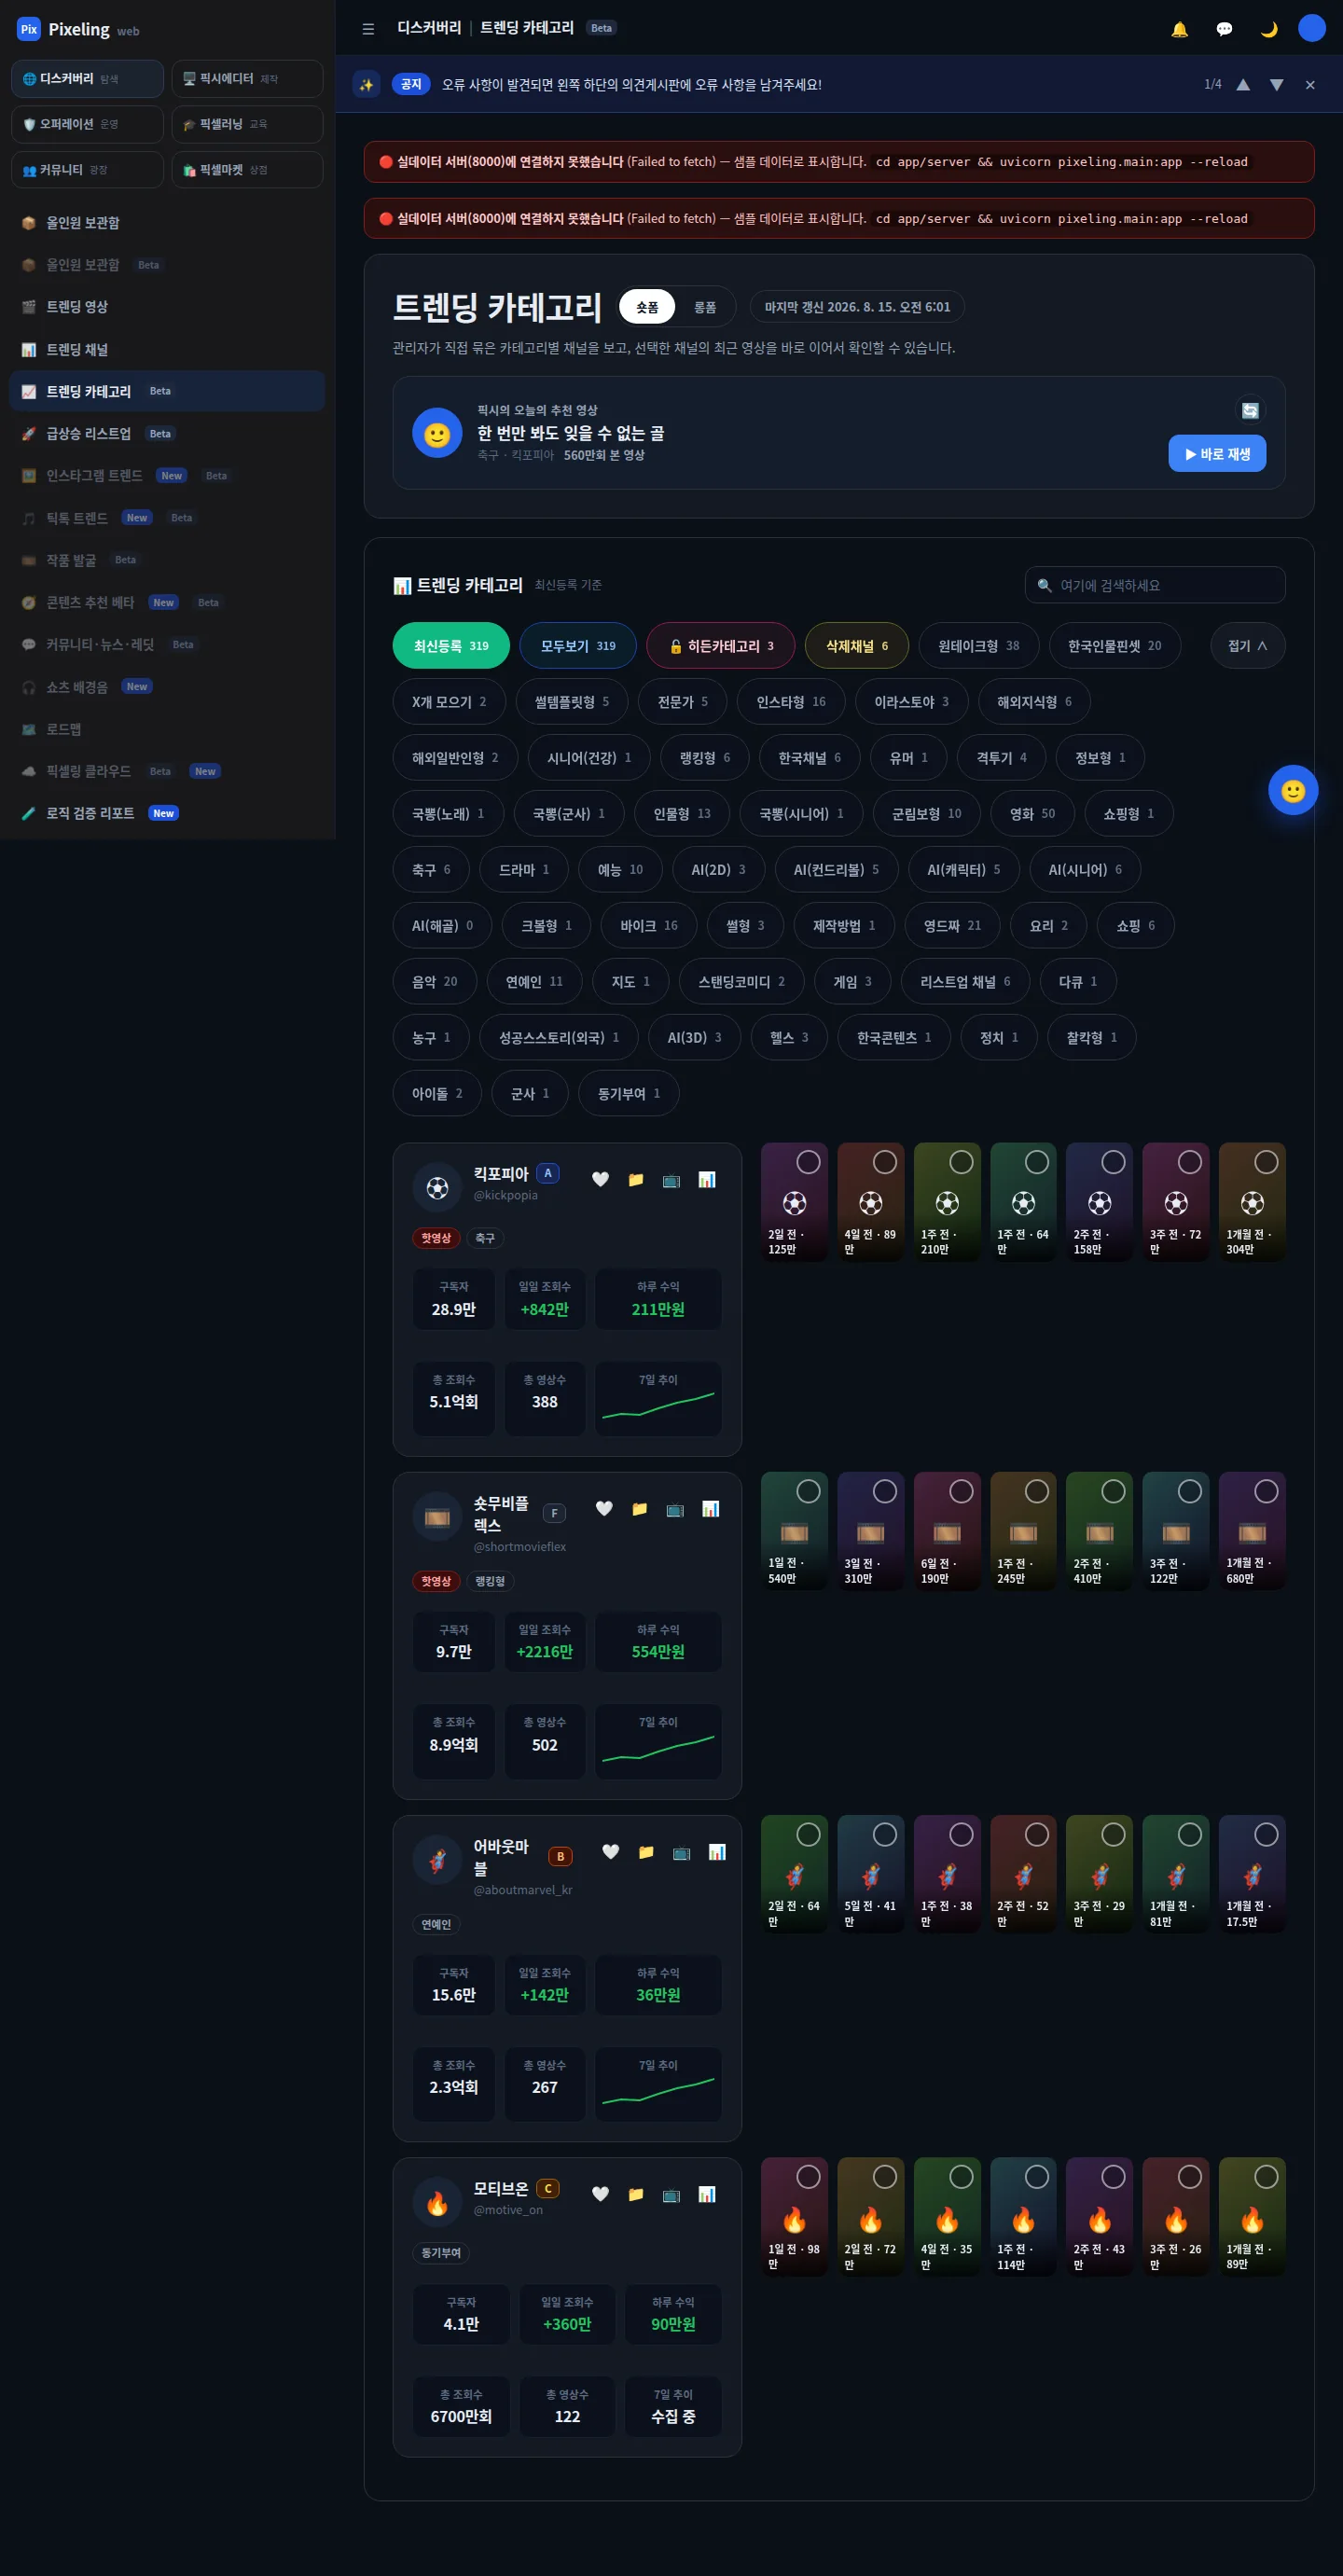 Pix Pixeling web
디스커버리 탐색
픽시에디터 제작
오퍼레이션 운영
픽셀러닝 교육
커뮤니티 광장
픽셀마켓 상점
올인원 보관함
올인원 보관함 Beta
트렌딩 영상
트렌딩 채널
트렌딩 카테고리 Beta
급상승 리스트업 Beta
인스타그램 트렌드 New Beta
틱톡 트렌드 New Beta
작품 발굴 Beta
콘텐츠 추천 베타 New Beta
커뮤니티·뉴스·레딧 Beta
쇼츠 배경음 New
로드맵
픽셀링 클라우드 Beta New
로직 검증 리포트 New
☰ 디스커버리 | 트렌딩 카테고리 Beta
공지 오류 사항이 발견되면 왼쪽 하단의 의견게시판에 오류 사항을 남겨주세요! 1/4 ▲ ▼ ✕
실데이터 서버(8000)에 연결하지 못했습니다 (Failed to fetch) — 샘플 데이터로 표시합니다. cd app/server && uvicorn pixeling.main:app --reload
실데이터 서버(8000)에 연결하지 못했습니다 (Failed to fetch) — 샘플 데이터로 표시합니다. cd app/server && uvicorn pixeling.main:app --reload
트렌딩 카테고리 숏폼 롱폼 마지막 갱신 2026. 8. 15. 오전 6:01
관리자가 직접 묶은 카테고리별 채널을 보고, 선택한 채널의 최근 영상을 바로 이어서 확인할 수 있습니다.
픽시의 오늘의 추천 영상
한 번만 봐도 잊을 수 없는 골
축구 · 킥포피아 560만회 본 영상
▶ 바로 재생
트렌딩 카테고리 최신등록 기준
여기에 검색하세요
최신등록 319 모두보기 319 히든카테고리 3 삭제채널 6 원테이크형 38 한국인물핀셋 20 접기 ∧
X개 모으기 2 썰템플릿형 5 전문가 5 인스타형 16 이라스토야 3 해외지식형 6
해외일반인형 2 시니어(건강) 1 랭킹형 6 한국채널 6 유머 1 격투기 4 정보형 1
국뽕(노래) 1 국뽕(군사) 1 인물형 13 국뽕(시니어) 1 군림보형 10 영화 50 쇼핑형 1
축구 6 드라마 1 예능 10 AI(2D) 3 AI(컨드리볼) 5 AI(캐릭터) 5 AI(시니어) 6
AI(해골) 0 크볼형 1 바이크 16 썰형 3 제작방법 1 영드짜 21 요리 2 쇼핑 6
음악 20 연예인 11 지도 1 스탠딩코미디 2 게임 3 리스트업 채널 6 다큐 1
농구 1 성공스스토리(외국) 1 AI(3D) 3 헬스 3 한국콘텐츠 1 정치 1 찰칵형 1
아이돌 2 군사 1 동기부여 1
킥포피아 A
@kickpopia
핫영상 축구
구독자 일일 조회수 하루 수익
28.9만 +842만 211만원
총 조회수 총 영상수 7일 추이
5.1억회 388
2일 전 · 4일 전 · 89 1주 전 · 1주 전 · 64 2주 전 · 3주 전 · 72 1개월 전 ·
125만 만 210만 만 158만 만 304만
숏무비플
렉스 F
@shortmovieflex
핫영상 랭킹형
구독자 일일 조회수 하루 수익
9.7만 +2216만 554만원
총 조회수 총 영상수 7일 추이
8.9억회 502
1일 전 · 3일 전 · 6일 전 · 1주 전 · 2주 전 · 3주 전 · 1개월 전 ·
540만 310만 190만 245만 410만 122만 680만
어바웃마
블 B
@aboutmarvel_kr
연예인
구독자 일일 조회수 하루 수익
15.6만 +142만 36만원
총 조회수 총 영상수 7일 추이
2.3억회 267
2일 전 · 64 5일 전 · 41 1주 전 · 38 2주 전 · 52 3주 전 · 29 1개월 전 · 1개월 전 ·
만 만 만 만 만 81만 17.5만
모티브온 C
@motive_on
동기부여
구독자 일일 조회수 하루 수익
4.1만 +360만 90만원
총 조회수 총 영상수 7일 추이
6700만회 122 수집 중
1일 전 · 98 2일 전 · 72 4일 전 · 35 1주 전 · 2주 전 · 43 3주 전 · 26 1개월 전 ·
만 만 만 114만 만 만 89만